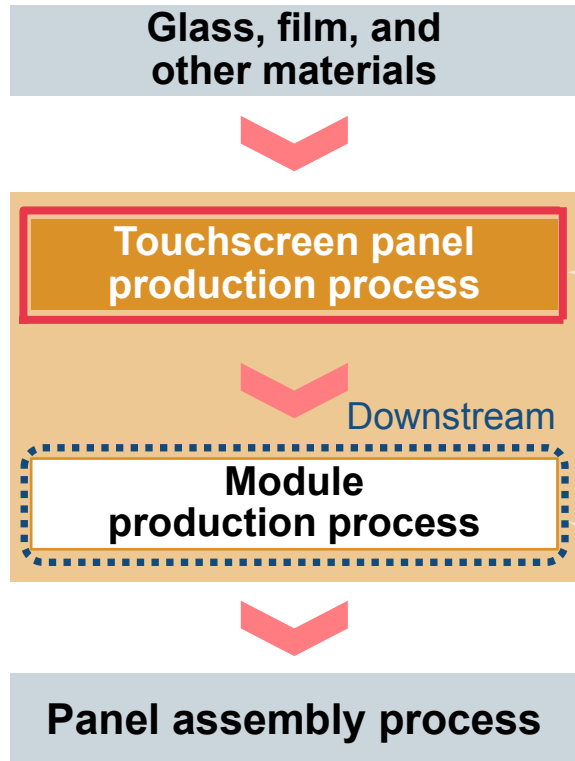 Glass, film, and
other materials
Touchscreen panel
production process
Downstream
Module
production process
Panel assembly process